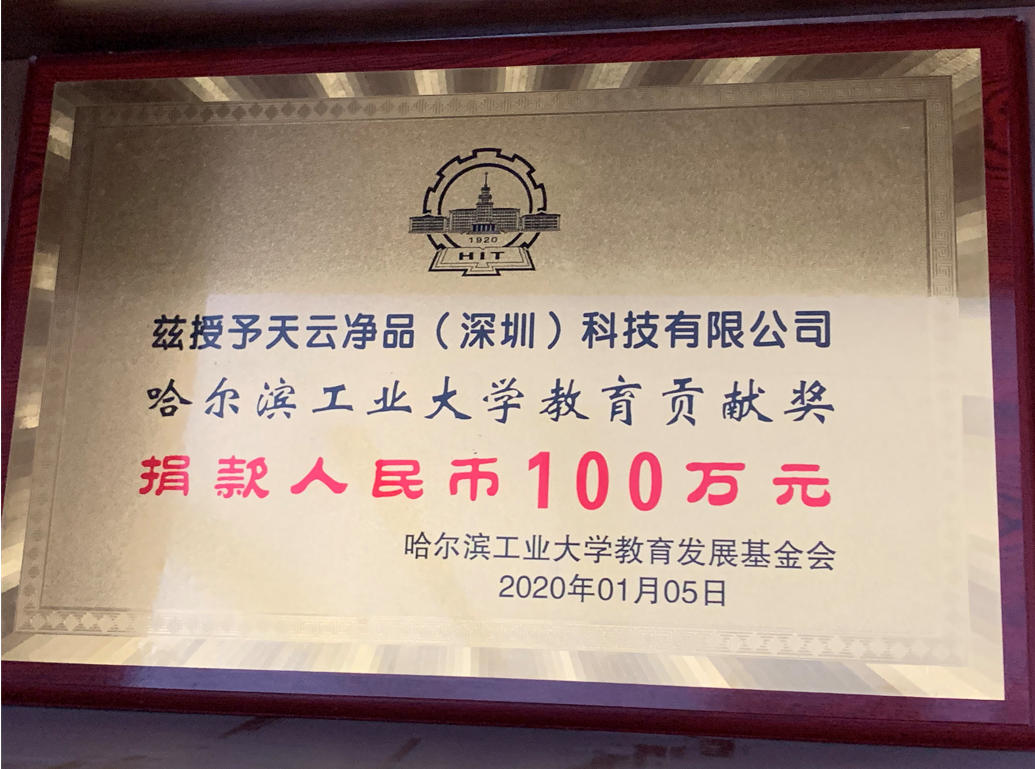 1920
HIT
兹授予天云净品（深圳）科技有限公司
哈尔滨工业大学教育贡献奖
捐款人民币100万元
哈尔滨工业大学教育发展基金会
2020年01月05日